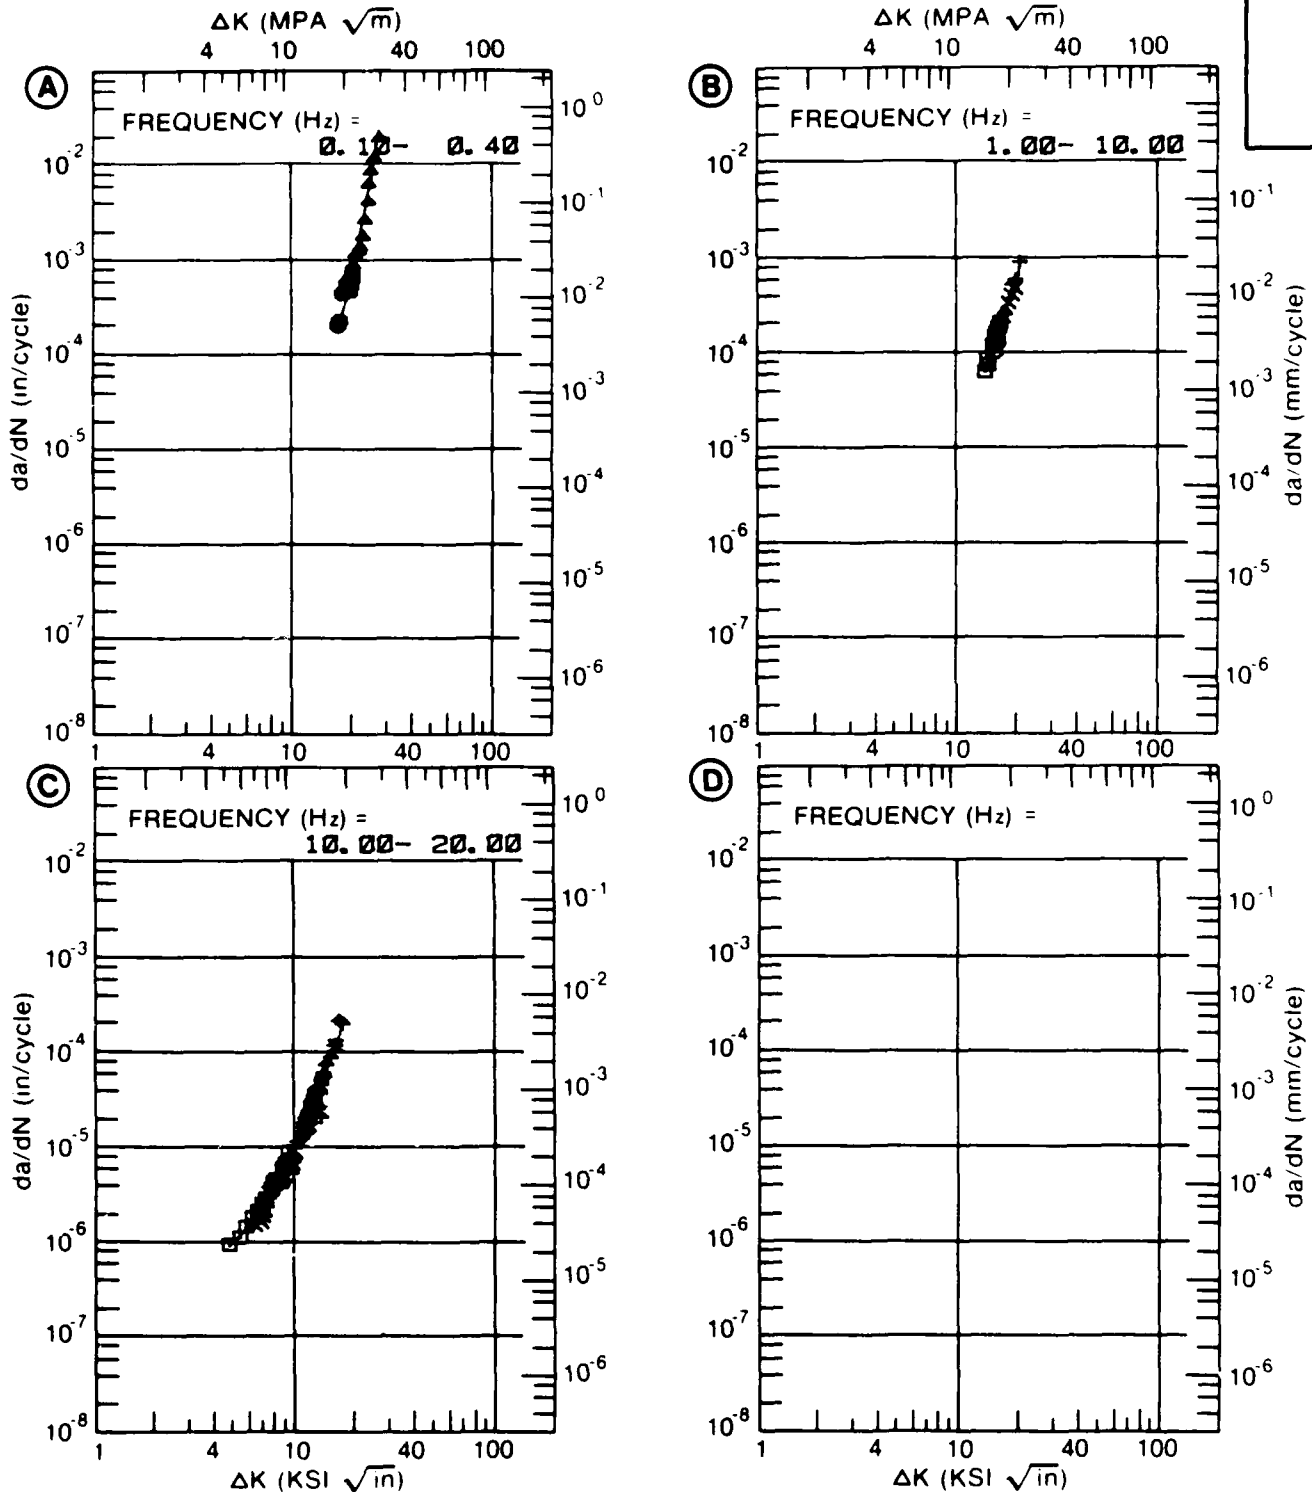 ΔK (MPA √m)
4 10 40 100
A
FREQUENCY (Hz) =
0.10- 0.40
10^0
10^-1
10^-2
10^-3
10^-4
10^-5
10^-6
da/dN (in/cycle)
10^-2
10^-3
10^-4
10^-5
10^-6
10^-7
10^-8
1 4 10 40 100
ΔK (MPA √m)
4 10 40 100
B
FREQUENCY (Hz) =
1.00- 10.00
10^-2
10^-3
10^-4
10^-5
10^-6
10^-7
10^-8
10^-1
10^-2
10^-3
10^-4
10^-5
10^-6
da/dN (mm/cycle)
1 4 10 40 100
C
FREQUENCY (Hz) =
10.00- 20.00
da/dN (in/cycle)
10^-2
10^-3
10^-4
10^-5
10^-6
10^-7
10^-8
10^0
10^-1
10^-2
10^-3
10^-4
10^-5
10^-6
1 4 10 40 100
ΔK (KSI √in)
D
FREQUENCY (Hz) =
10^-2
10^-3
10^-4
10^-5
10^-6
10^-7
10^-8
10^0
10^-1
10^-2
10^-3
10^-4
10^-5
10^-6
da/dN (mm/cycle)
1 4 10 40 100
ΔK (KSI √in)